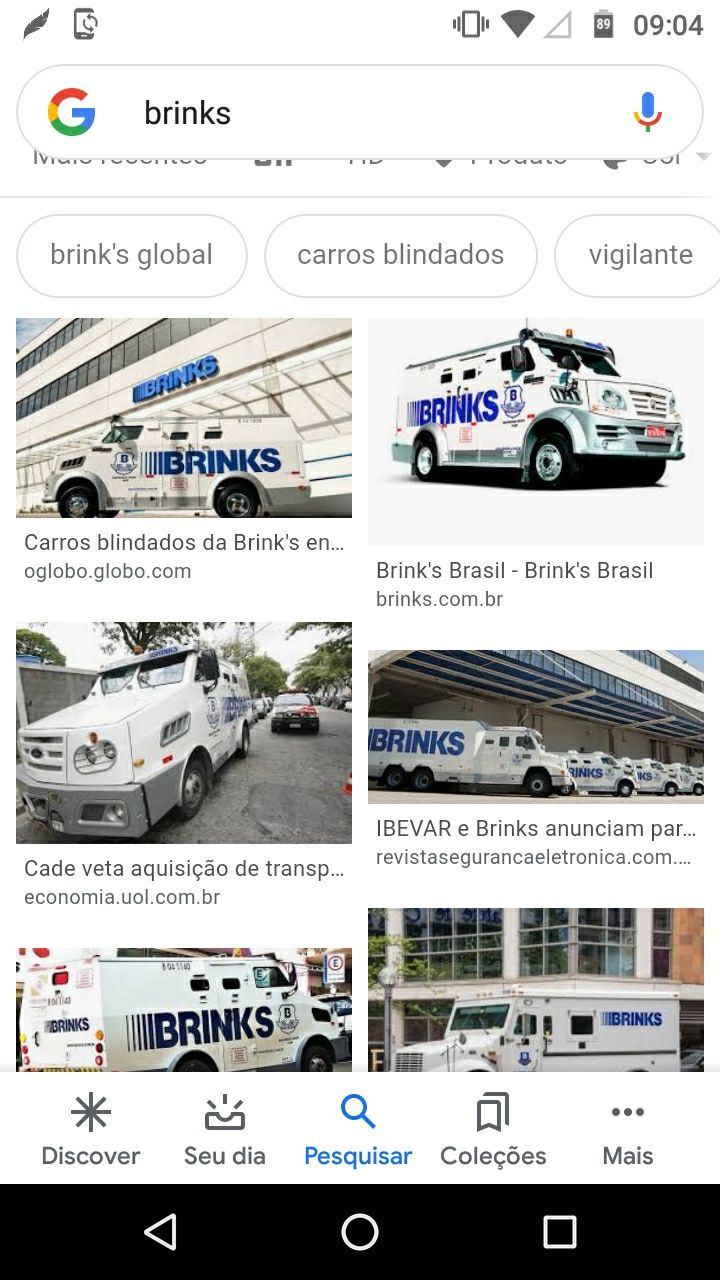 89 09:04
brinks
Mais recentes HD Produto Cor
brink's global carros blindados vigilante
BRINKS
BRINKS
Carros blindados da Brink's en...
oglobo.globo.com
BRINKS
Brink's Brasil - Brink's Brasil
brinks.com.br
BRINKS
BRINKS
Cade veta aquisição de transp...
economia.uol.com.br
BRINKS
BRINKS
IBEVAR e Brinks anunciam par...
revistasegurancaeletronica.com....
BRINKS
BRINKS
BRINKS
Discover Seu dia Pesquisar Coleções Mais